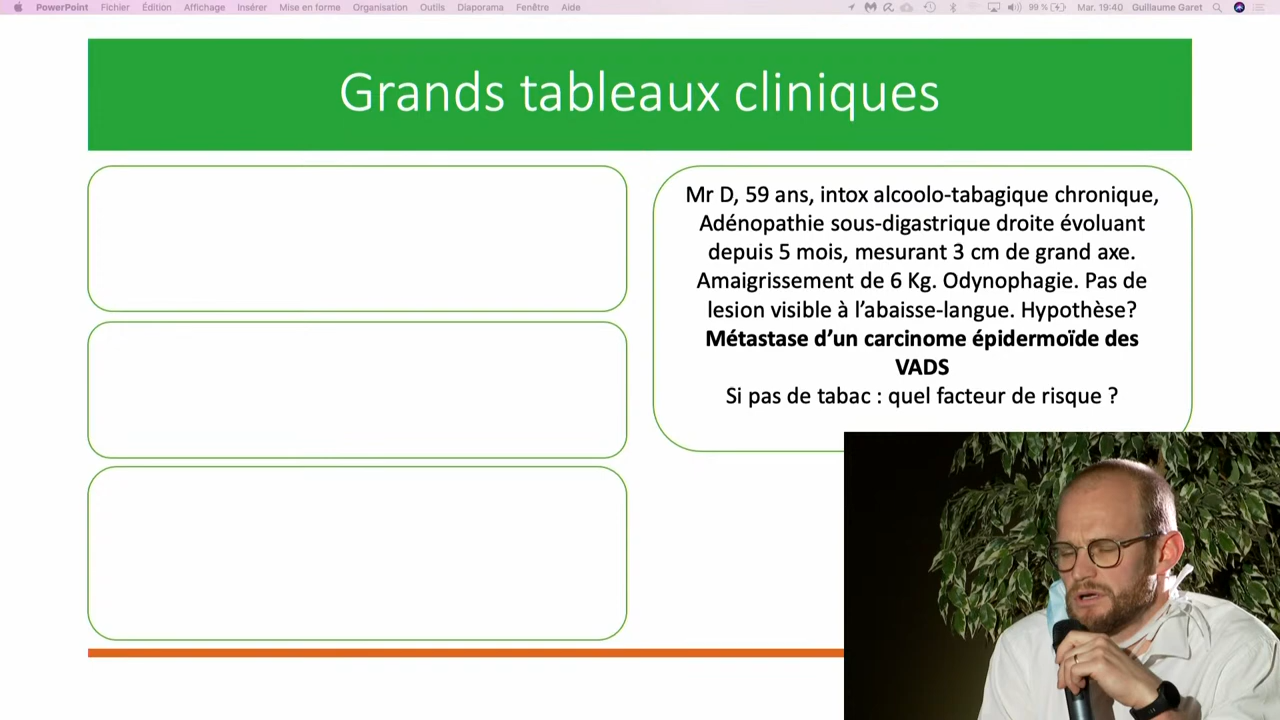 PowerPoint Fichier Édition Affichage Insérer Mise en forme Organisation Outils Diaporama Fenêtre Aide 99 % Mar. 19:40 Guillaume Garet
Grands tableaux cliniques
Mr D, 59 ans, intox alcoolo-tabagique chronique,
Adénopathie sous-digastrique droite évoluant
depuis 5 mois, mesurant 3 cm de grand axe.
Amaigrissement de 6 Kg. Odynophagie. Pas de
lesion visible à l’abaisse-langue. Hypothèse?
Métastase d’un carcinome épidermoïde des
VADS
Si pas de tabac : quel facteur de risque ?